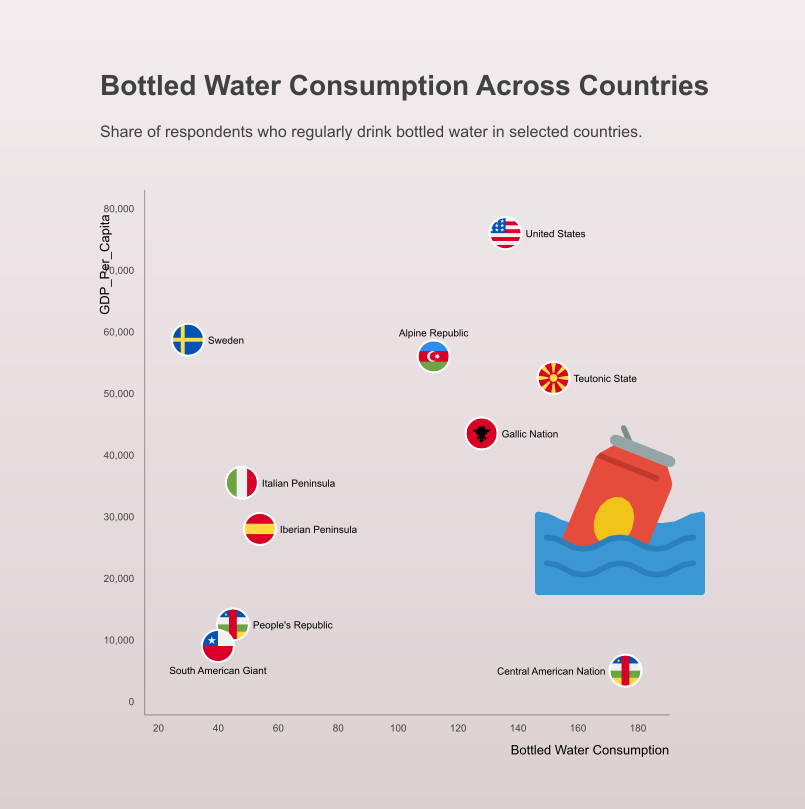 Bottled Water Consumption Across Countries
Share of respondents who regularly drink bottled water in selected countries.
GDP_Per_Capita
80,000
70,000
60,000
50,000
40,000
30,000
20,000
10,000
0
United States
Alpine Republic
Sweden
Teutonic State
Gallic Nation
Italian Peninsula
Iberian Peninsula
People's Republic
South American Giant
Central American Nation
20
40
60
80
100
120
140
160
180
Bottled Water Consumption